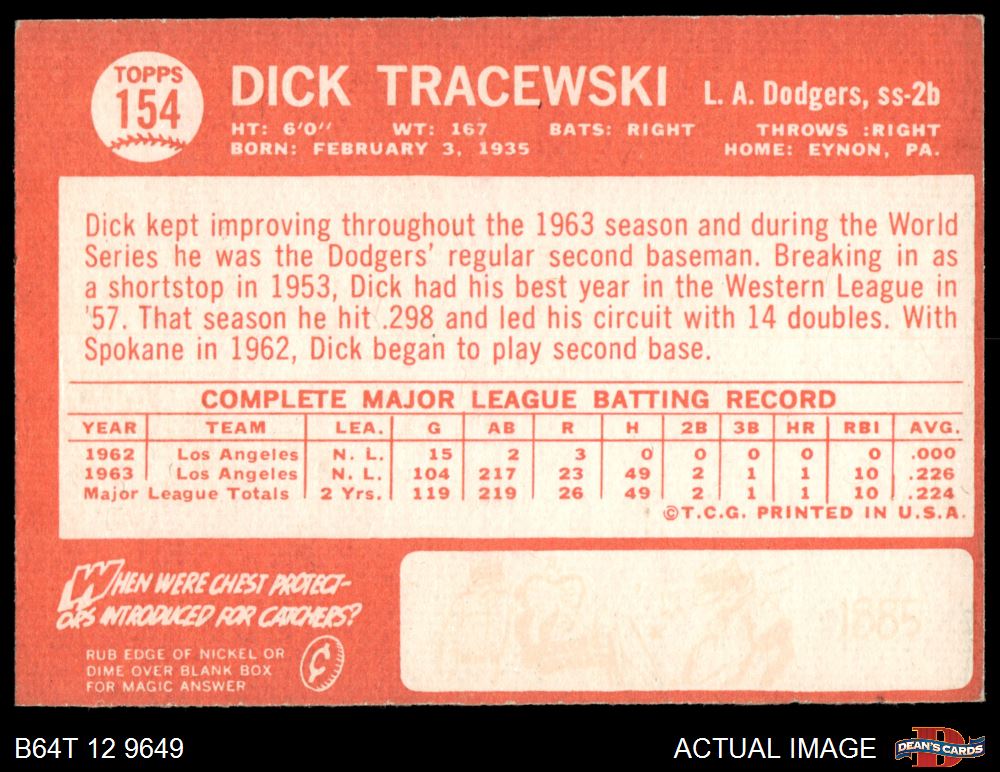 TOPPS
154
DICK TRACEWSKI
L. A. Dodgers, ss-2b
HT: 6'0" WT: 167 BATS: RIGHT THROWS :RIGHT
BORN: FEBRUARY 3, 1935 HOME: EYNON, PA.
Dick kept improving throughout the 1963 season and during the World
Series he was the Dodgers' regular second baseman. Breaking in as
a shortstop in 1953, Dick had his best year in the Western League in
'57. That season he hit .298 and led his circuit with 14 doubles. With
Spokane in 1962, Dick began to play second base.
COMPLETE MAJOR LEAGUE BATTING RECORD
YEAR TEAM LEA. G AB R H 2B 3B HR RBI AVG.
1962 Los Angeles N. L. 15 2 3 0 0 0 0 0 .000
1963 Los Angeles N. L. 104 217 23 49 2 1 1 10 .226
Major League Totals 2 Yrs. 119 219 26 49 2 1 1 10 .224
©T.C.G. PRINTED IN U.S.A.
WHEN WERE CHEST PROTECT-
ORS INTRODUCED FOR CATCHERS?
RUB EDGE OF NICKEL OR
DIME OVER BLANK BOX
FOR MAGIC ANSWER
¢
1885
B64T 12 9649
ACTUAL IMAGE
DEAN'S CARDS